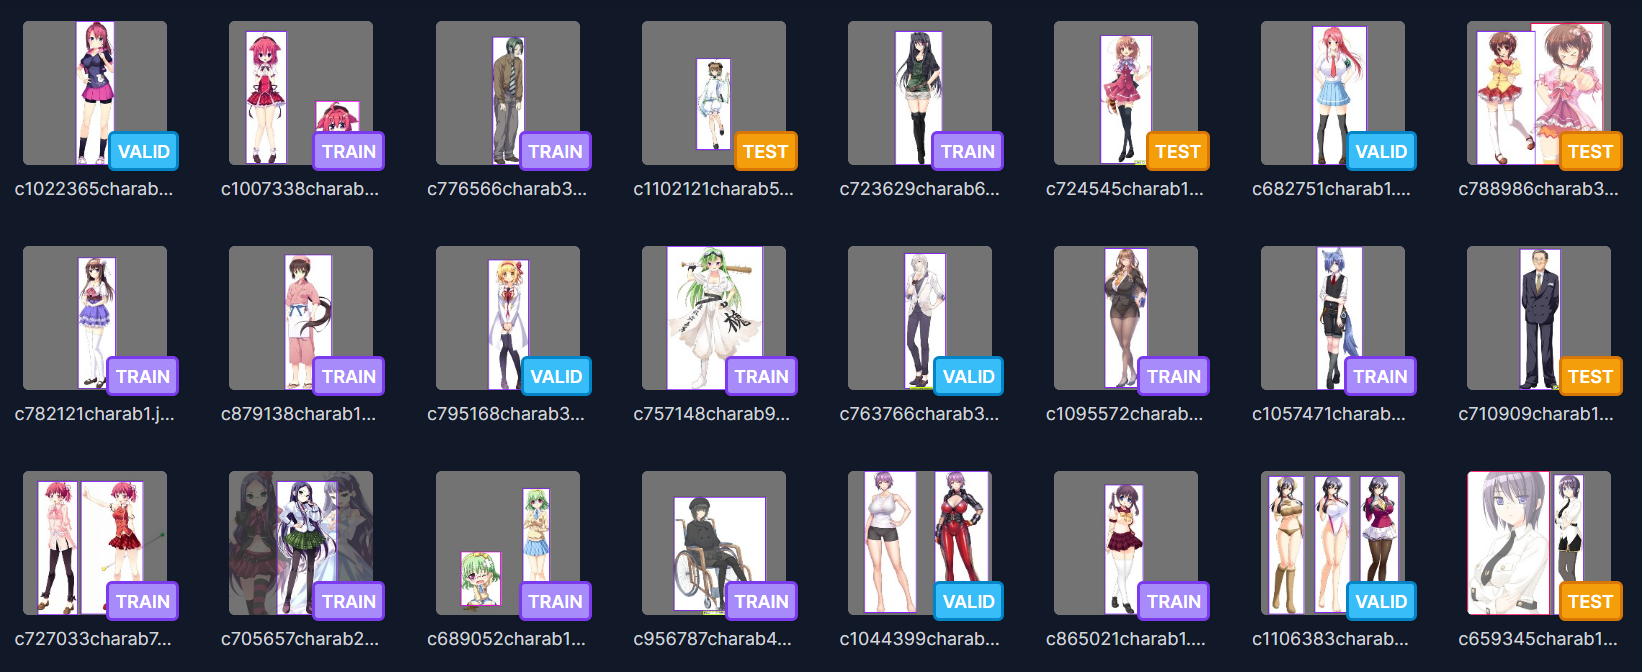 VALID
TRAIN
TRAIN
TEST
TRAIN
TEST
VALID
TEST
c1022365charab...
c1007338charab...
c776566charab3...
c1102121charab5...
c723629charab6...
c724545charab1...
c682751charab1....
c788986charab3...
TRAIN
TRAIN
VALID
TRAIN
VALID
TRAIN
TRAIN
TEST
c782121charab1.j...
c879138charab1...
c795168charab3...
c757148charab9...
c763766charab3...
c1095572charab...
c1057471charab...
c710909charab1...
TRAIN
TRAIN
TRAIN
TRAIN
VALID
TRAIN
VALID
TEST
c727033charab7...
c705657charab2...
c689052charab1...
c956787charab4...
c1044399charab...
c865021charab1....
c1106383charab...
c659345charab1...